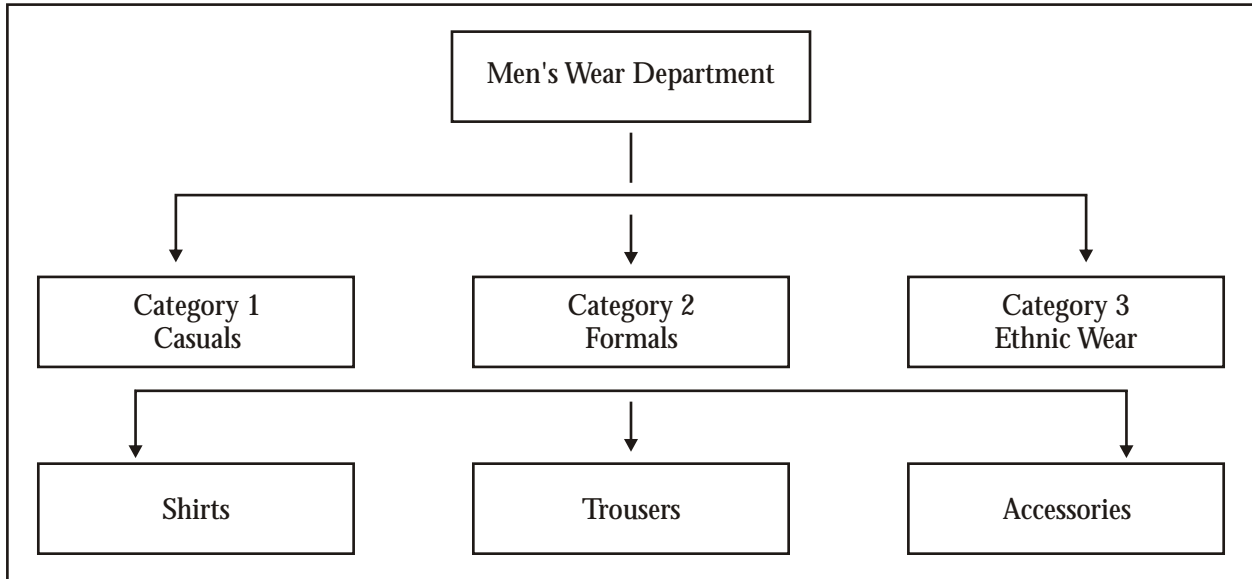 Men's Wear Department
Category 1
Casuals
Category 2
Formals
Category 3
Ethnic Wear
Shirts
Trousers
Accessories